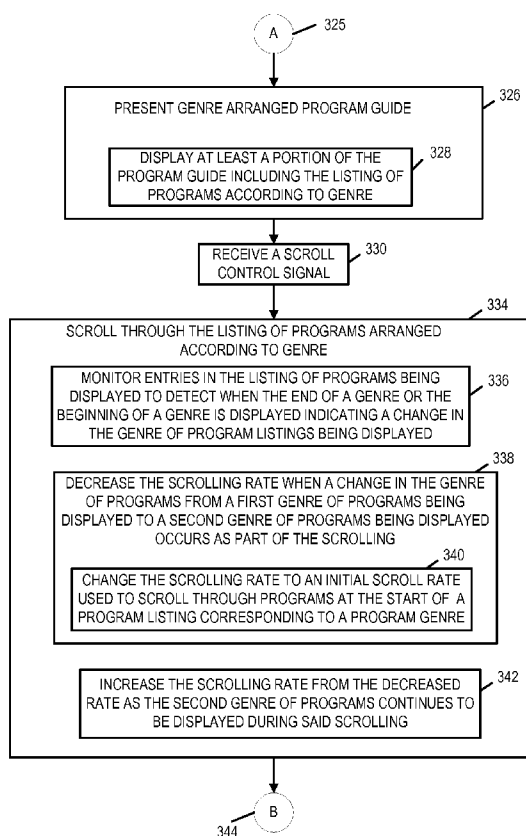 A
325
326
PRESENT GENRE ARRANGED PROGRAM GUIDE
328
DISPLAY AT LEAST A PORTION OF THE
PROGRAM GUIDE INCLUDING THE LISTING OF
PROGRAMS ACCORDING TO GENRE
330
RECEIVE A SCROLL
CONTROL SIGNAL
334
SCROLL THROUGH THE LISTING OF PROGRAMS ARRANGED
ACCORDING TO GENRE
336
MONITOR ENTRIES IN THE LISTING OF PROGRAMS BEING
DISPLAYED TO DETECT WHEN THE END OF A GENRE OR THE
BEGINNING OF A GENRE IS DISPLAYED INDICATING A CHANGE IN
THE GENRE OF PROGRAM LISTINGS BEING DISPLAYED
338
DECREASE THE SCROLLING RATE WHEN A CHANGE IN THE GENRE
OF PROGRAMS FROM A FIRST GENRE OF PROGRAMS BEING
DISPLAYED TO A SECOND GENRE OF PROGRAMS BEING DISPLAYED
OCCURS AS PART OF THE SCROLLING
340
CHANGE THE SCROLLING RATE TO AN INITIAL SCROLL RATE
USED TO SCROLL THROUGH PROGRAMS AT THE START OF A
PROGRAM LISTING CORRESPONDING TO A PROGRAM GENRE
342
INCREASE THE SCROLLING RATE FROM THE DECREASED
RATE AS THE SECOND GENRE OF PROGRAMS CONTINUES TO
BE DISPLAYED DURING SAID SCROLLING
B
344